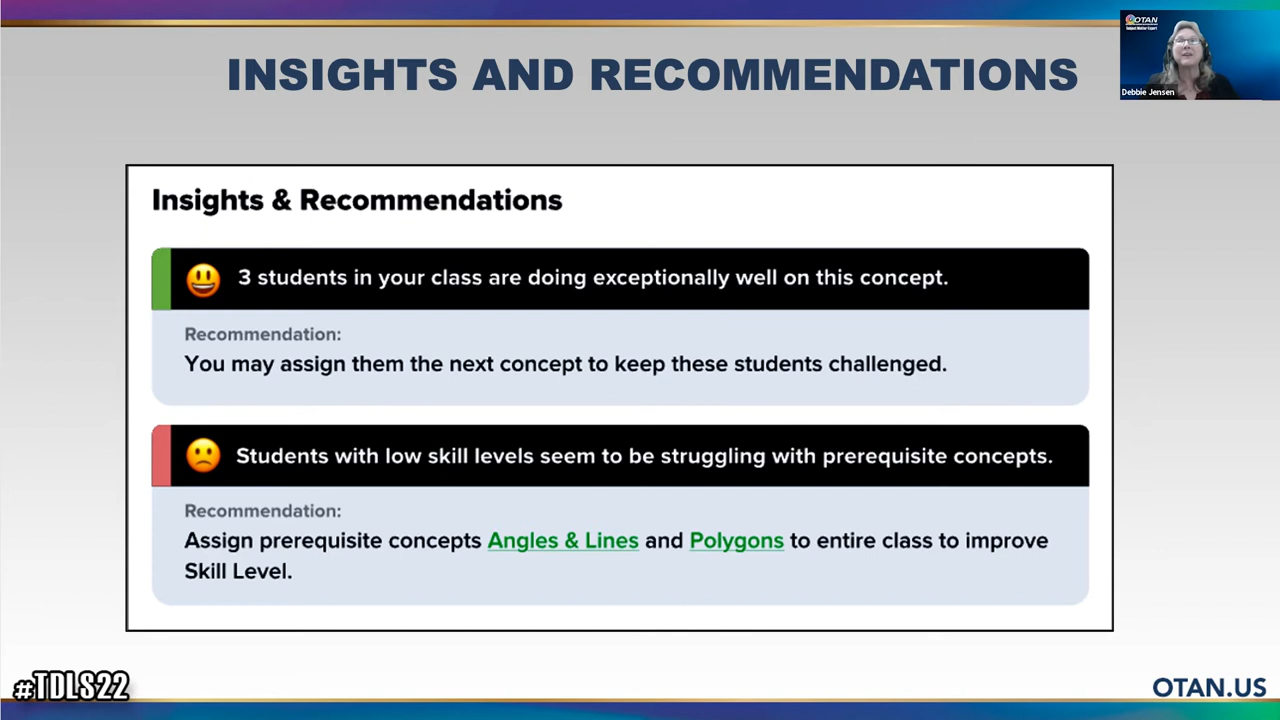 INSIGHTS AND RECOMMENDATIONS
OTAN
Subject Matter Expert
Debbie Jensen
Insights & Recommendations
3 students in your class are doing exceptionally well on this concept.
Recommendation:
You may assign them the next concept to keep these students challenged.
Students with low skill levels seem to be struggling with prerequisite concepts.
Recommendation:
Assign prerequisite concepts Angles & Lines and Polygons to entire class to improve
Skill Level.
#TDLS22
OTAN.US